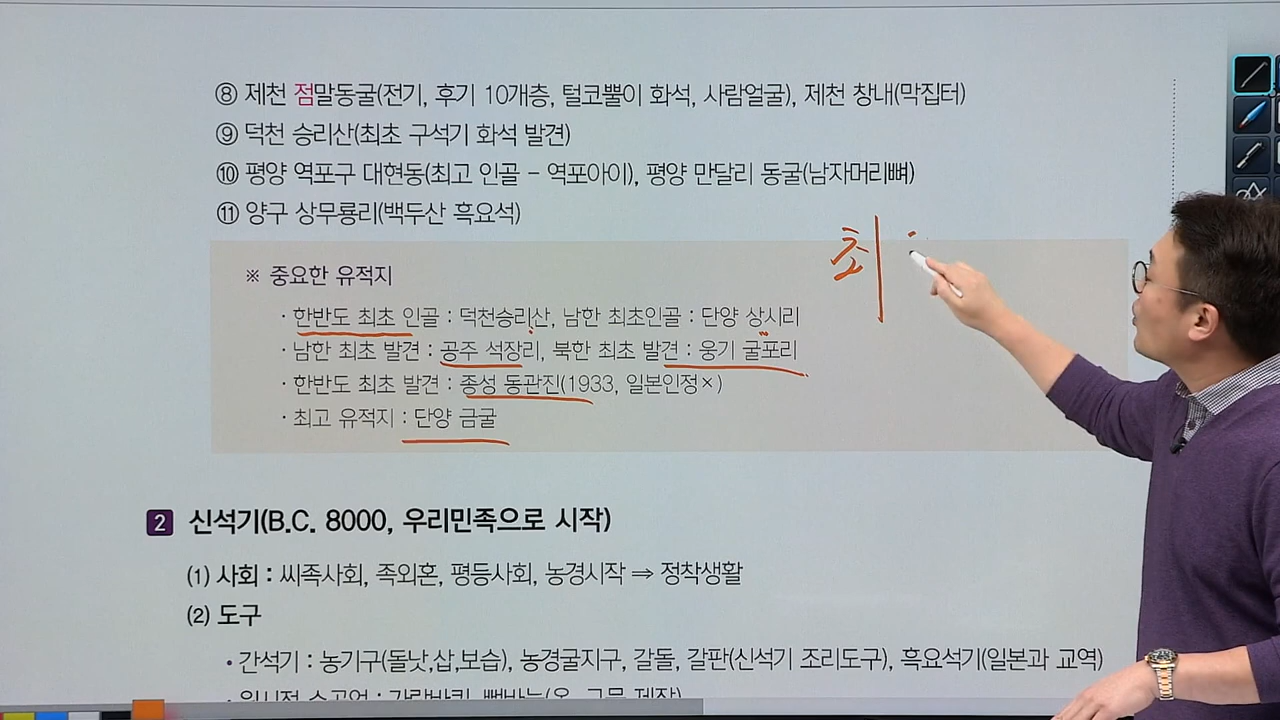 ⑧ 제천 점말동굴(전기, 후기 10개층, 털코뿔이 화석, 사람얼굴), 제천 창내(막집터)
⑨ 덕천 승리산(최초 구석기 화석 발견)
⑩ 평양 역포구 대현동(최고 인골 - 역포아이), 평양 만달리 동굴(남자머리뼈)
⑪ 양구 상무룡리(백두산 흑요석)
최
※ 중요한 유적지
· 한반도 최초 인골 : 덕천승리산, 남한 최초인골 : 단양 상시리
· 남한 최초 발견 : 공주 석장리, 북한 최초 발견 : 웅기 굴포리
· 한반도 최초 발견 : 종성 동관진(1933, 일본인정×)
· 최고 유적지 : 단양 금굴
2 신석기(B.C. 8000, 우리민족으로 시작)
(1) 사회 : 씨족사회, 족외혼, 평등사회, 농경시작 ⇒ 정착생활
(2) 도구
• 간석기 : 농기구(돌낫,삽,보습), 농경굴지구, 갈돌, 갈판(신석기 조리도구), 흑요석기(일본과 교역)